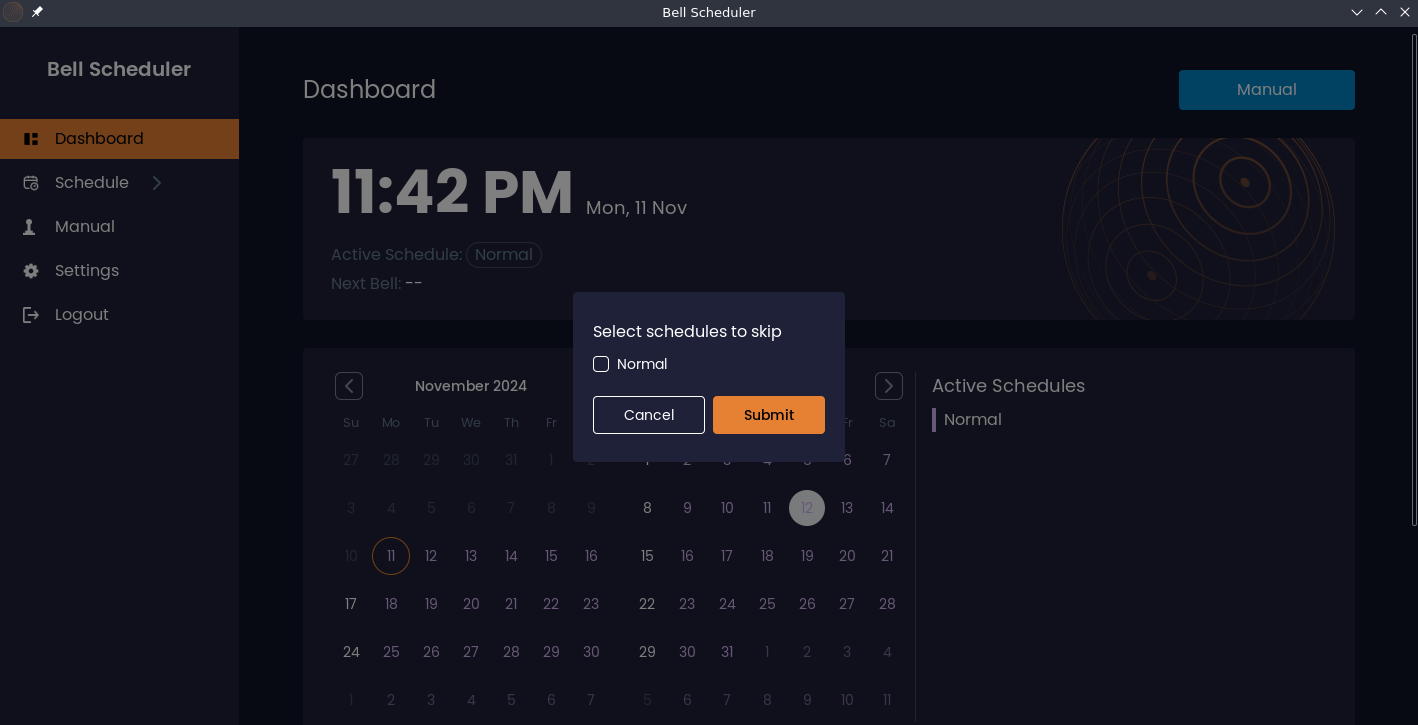 Bell Scheduler
Bell Scheduler
Dashboard
Schedule
Manual
Settings
Logout
Dashboard
Manual
11:42 PM Mon, 11 Nov
Active Schedule: Normal
Next Bell: --
Select schedules to skip
Normal
Cancel Submit
November 2024
Su Mo Tu We Th Fr
27 28 29 30 31 1 2
3 4 5 6 7 8 9
10 11 12 13 14 15 16
17 18 19 20 21 22 23
24 25 26 27 28 29 30
1 2 3 4 5 6 7
Fr Sa
1 2 3 4 5 6 7
8 9 10 11 12 13 14
15 16 17 18 19 20 21
22 23 24 25 26 27 28
29 30 31 1 2 3 4
5 6 7 8 9 10 11
Active Schedules
Normal